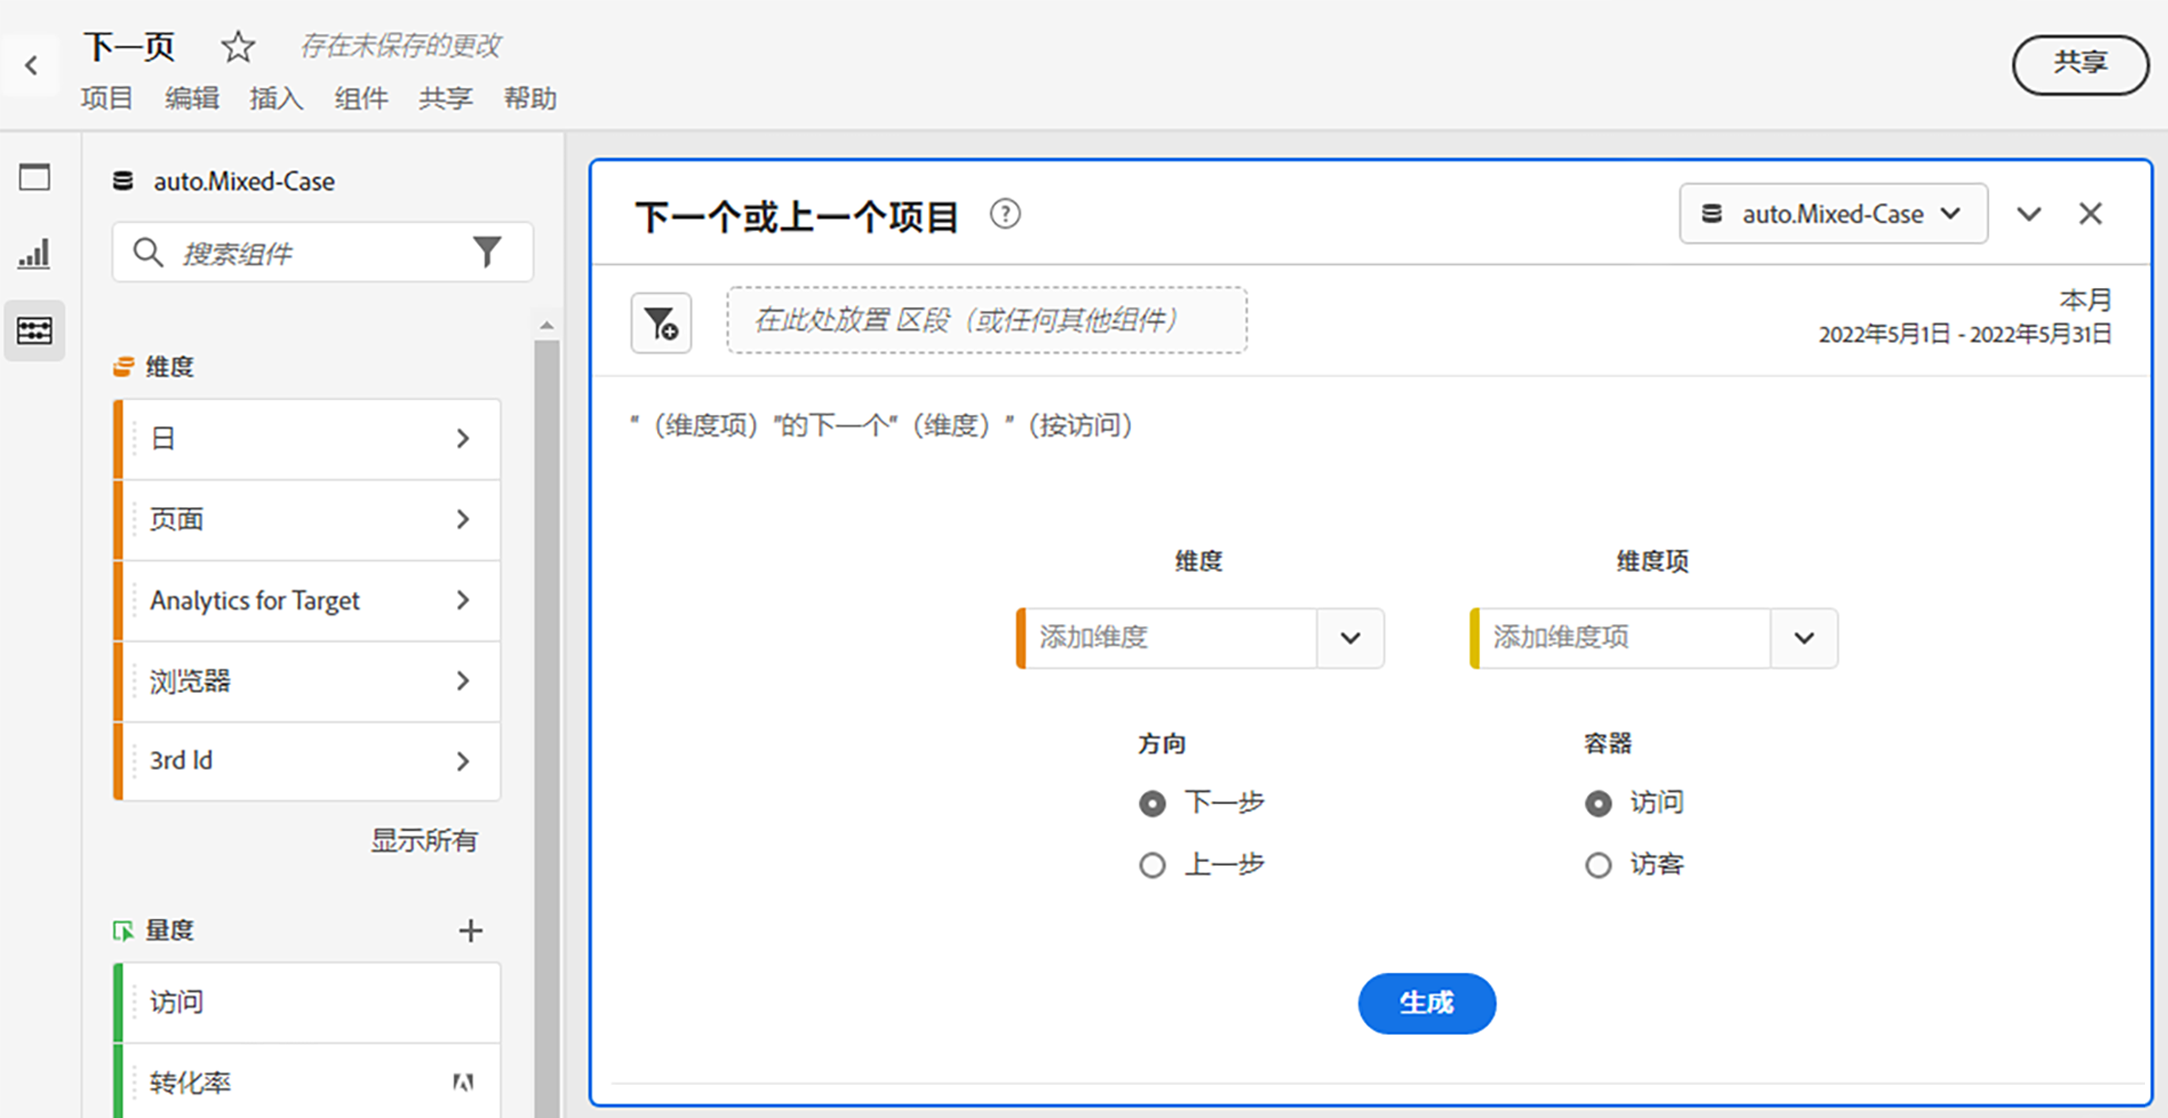 下一页
存在未保存的更改
项目 编辑 插入 组件 共享 帮助
共享
auto.Mixed-Case
搜索组件
维度
日
页面
Analytics for Target
浏览器
3rd Id
显示所有
量度
访问
转化率
下一个或上一个项目
auto.Mixed-Case
在此处放置 区段（或任何其他组件）
本月
2022年5月1日 - 2022年5月31日
“（维度项）”的下一个“（维度）”（按访问）
维度 维度项
添加维度 添加维度项
方向 容器
下一步 访问
上一步 访客
生成